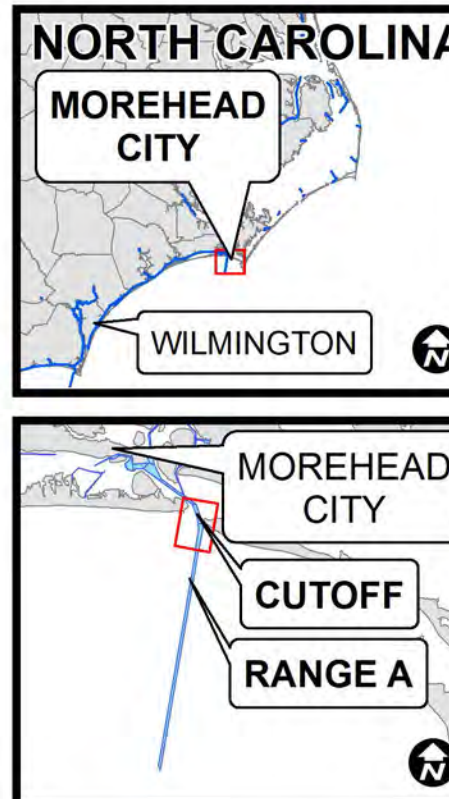 NORTH CAROLINA
MOREHEAD
CITY
WILMINGTON
N
MOREHEAD
CITY
CUTOFF
RANGE A
N